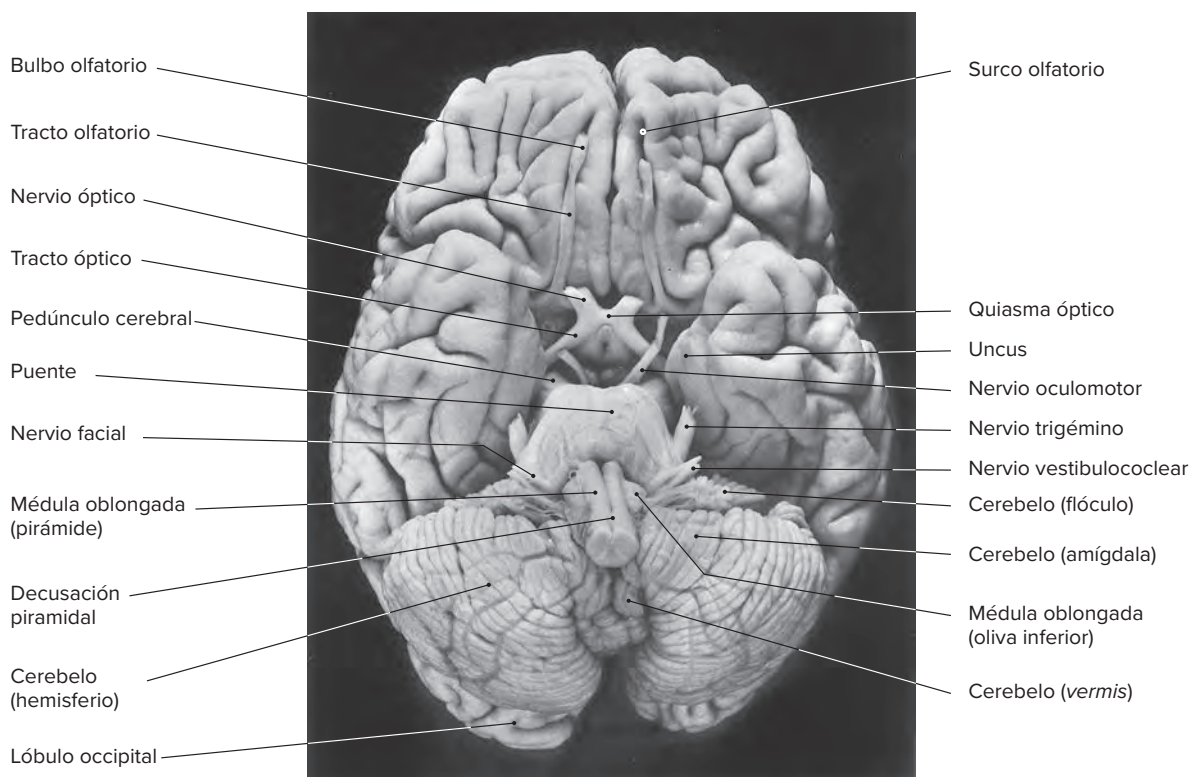 Bulbo olfatorio
Tracto olfatorio
Nervio óptico
Tracto óptico
Pedúnculo cerebral
Puente
Nervio facial
Médula oblongada
(pirámide)
Decusación
piramidal
Cerebelo
(hemisferio)
Lóbulo occipital
Surco olfatorio
Quiasma óptico
Uncus
Nervio oculomotor
Nervio trigémino
Nervio vestibulococlear
Cerebelo (flóculo)
Cerebelo (amígdala)
Médula oblongada
(oliva inferior)
Cerebelo (vermis)